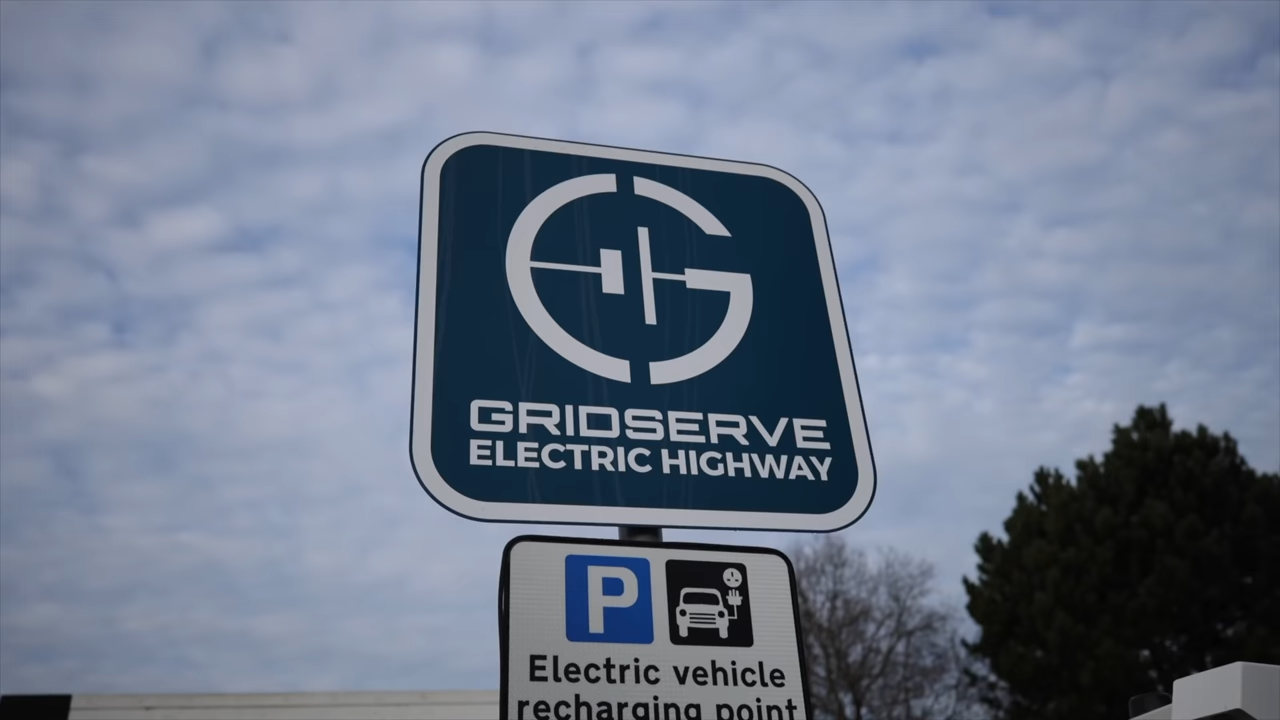 GRIDSERVE
ELECTRIC HIGHWAY
P
Electric vehicle
recharging point